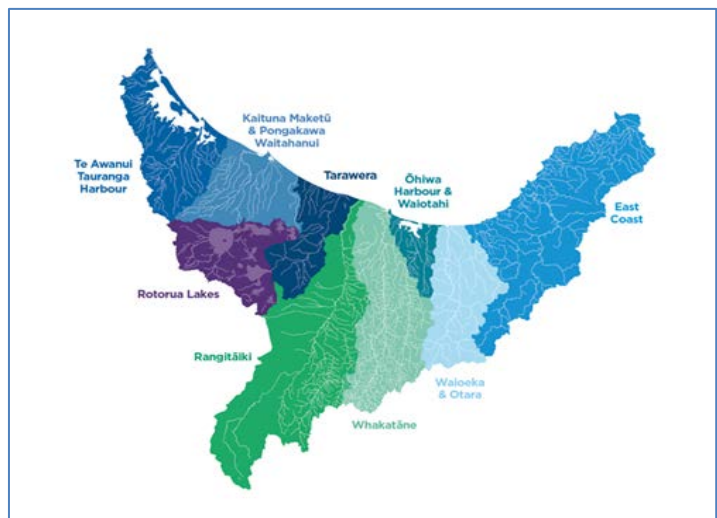 Kaituna Maketū
& Pongakawa
Waitahanui
Te Awanui
Tauranga
Harbour
Tarawera
Ōhiwa
Harbour &
Waiotahi
East
Coast
Rotorua Lakes
Rangitāiki
Waioeka
& Otara
Whakatāne